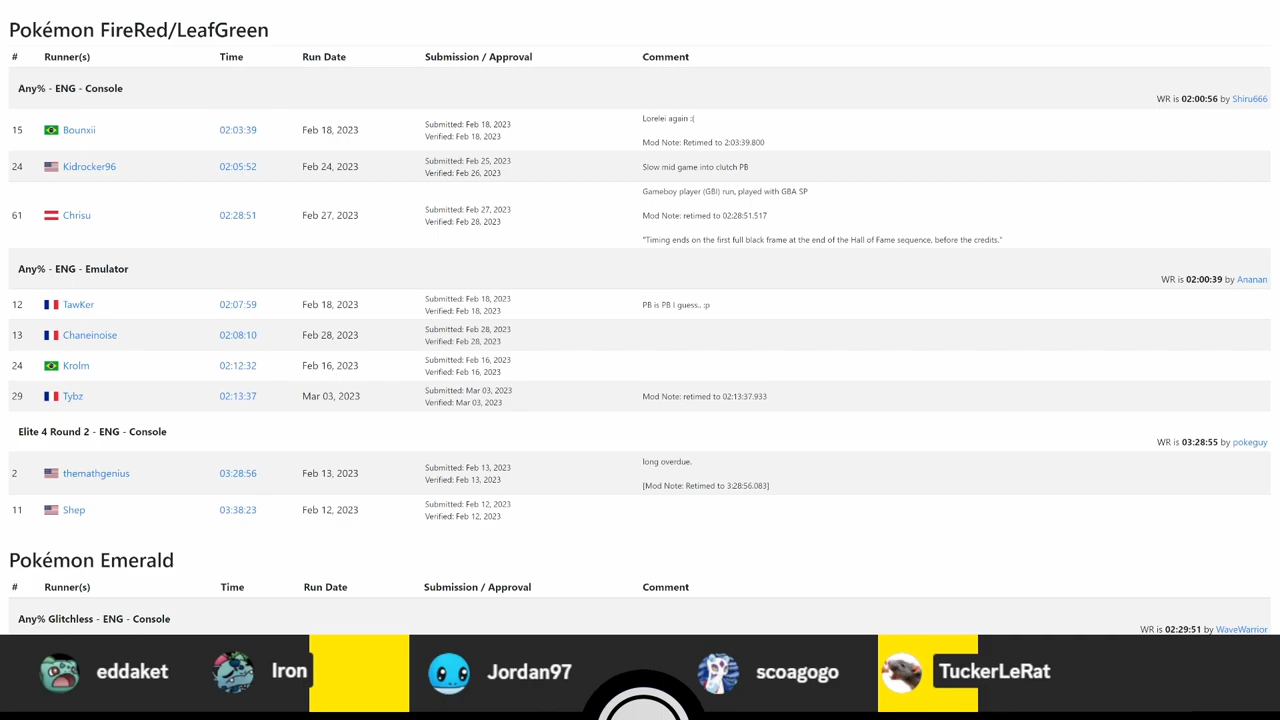 Pokémon FireRed/LeafGreen
# Runner(s) Time Run Date Submission / Approval Comment
Any% - ENG - Console
WR is 02:00:56 by Shiru666
15 Bounxii 02:03:39 Feb 18, 2023 Submitted: Feb 18, 2023 Verified: Feb 18, 2023 Lorelei again :(
Mod Note: Retimed to 2:03:39.800
24 Kidrocker96 02:05:52 Feb 24, 2023 Submitted: Feb 25, 2023 Verified: Feb 26, 2023 Slow mid game into clutch PB
61 Chrisu 02:28:51 Feb 27, 2023 Submitted: Feb 27, 2023 Verified: Feb 28, 2023 Gameboy player (GBI) run, played with GBA SP
Mod Note: retimed to 02:28:51.517
"Timing ends on the first full black frame at the end of the Hall of Fame sequence, before the credits."
Any% - ENG - Emulator
WR is 02:00:39 by Ananan
12 TawKer 02:07:59 Feb 18, 2023 Submitted: Feb 18, 2023 Verified: Feb 18, 2023 PB is PB I guess.. :p
13 Chaneinoise 02:08:10 Feb 28, 2023 Submitted: Feb 28, 2023 Verified: Feb 28, 2023
24 Krolm 02:12:32 Feb 16, 2023 Submitted: Feb 16, 2023 Verified: Feb 16, 2023
29 Tybz 02:13:37 Mar 03, 2023 Submitted: Mar 03, 2023 Verified: Mar 03, 2023 Mod Note: retimed to 02:13:37.933
Elite 4 Round 2 - ENG - Console
WR is 03:28:55 by pokeguy
2 themathgenius 03:28:56 Feb 13, 2023 Submitted: Feb 13, 2023 Verified: Feb 13, 2023 long overdue.
[Mod Note: Retimed to 3:28:56.083]
11 Shep 03:38:23 Feb 12, 2023 Submitted: Feb 12, 2023 Verified: Feb 12, 2023
Pokémon Emerald
# Runner(s) Time Run Date Submission / Approval Comment
Any% Glitchless - ENG - Console
WR is 02:29:51 by WaveWarrior
eddaket Iron Jordan97 scoagogo TuckerLeRat